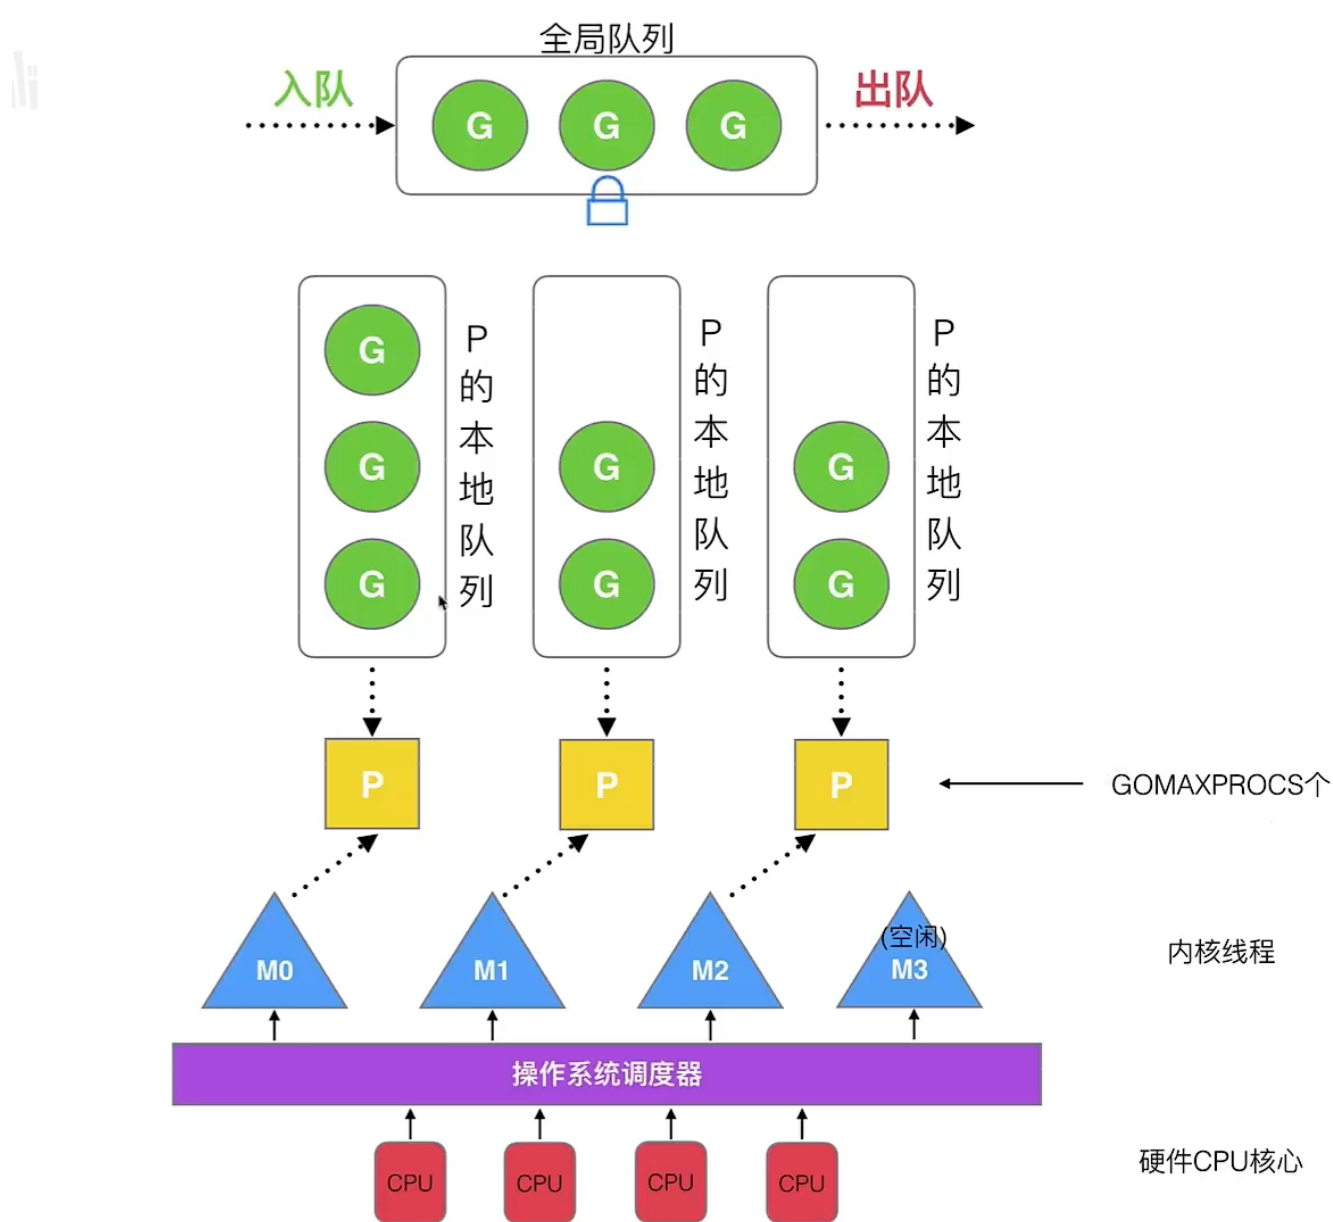 全局队列
入队
出队
G G G
G
G
G
P的本地队列
G
G
P的本地队列
G
G
P的本地队列
P P P
GOMAXPROCS个
M0 M1 M2
(空闲)
M3
内核线程
操作系统调度器
CPU CPU CPU CPU
硬件CPU核心